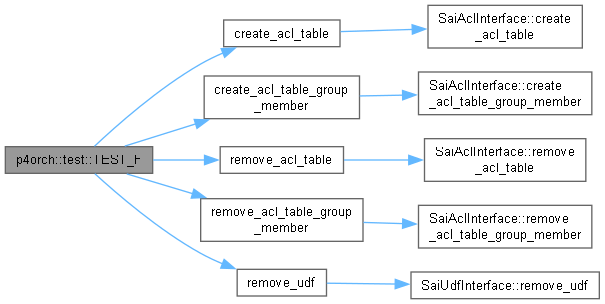 p4orch::test::TEST_F
create_acl_table
SaiAclInterface::create
_acl_table
create_acl_table_group
_member
SaiAclInterface::create
_acl_table_group_member
remove_acl_table
SaiAclInterface::remove
_acl_table
remove_acl_table_group
_member
SaiAclInterface::remove
_acl_table_group_member
remove_udf
SaiUdfInterface::remove_udf